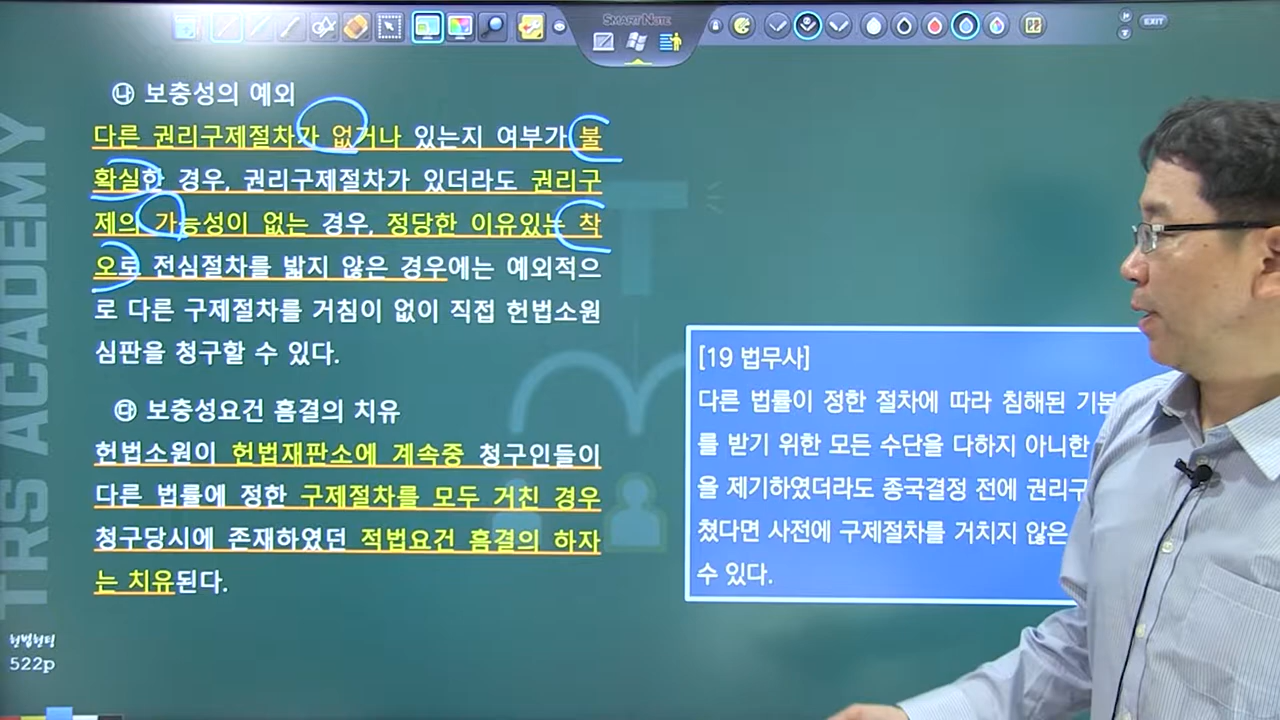 SMART NOTE
EXIT
㉯ 보충성의 예외
다른 권리구제절차가 없거나 있는지 여부가 불
확실한 경우, 권리구제절차가 있더라도 권리구
제의 가능성이 없는 경우, 정당한 이유있는 착
오로 전심절차를 밟지 않은 경우에는 예외적으
로 다른 구제절차를 거침이 없이 직접 헌법소원
심판을 청구할 수 있다.
㉰ 보충성요건 흠결의 치유
헌법소원이 헌법재판소에 계속중 청구인들이
다른 법률에 정한 구제절차를 모두 거친 경우
청구당시에 존재하였던 적법요건 흠결의 하자
는 치유된다.
[19 법무사]
다른 법률이 정한 절차에 따라 침해된 기본
를 받기 위한 모든 수단을 다하지 아니한
을 제기하였더라도 종국결정 전에 권리구
쳤다면 사전에 구제절차를 거치지 않은
수 있다.
TRS ACADEMY
522p